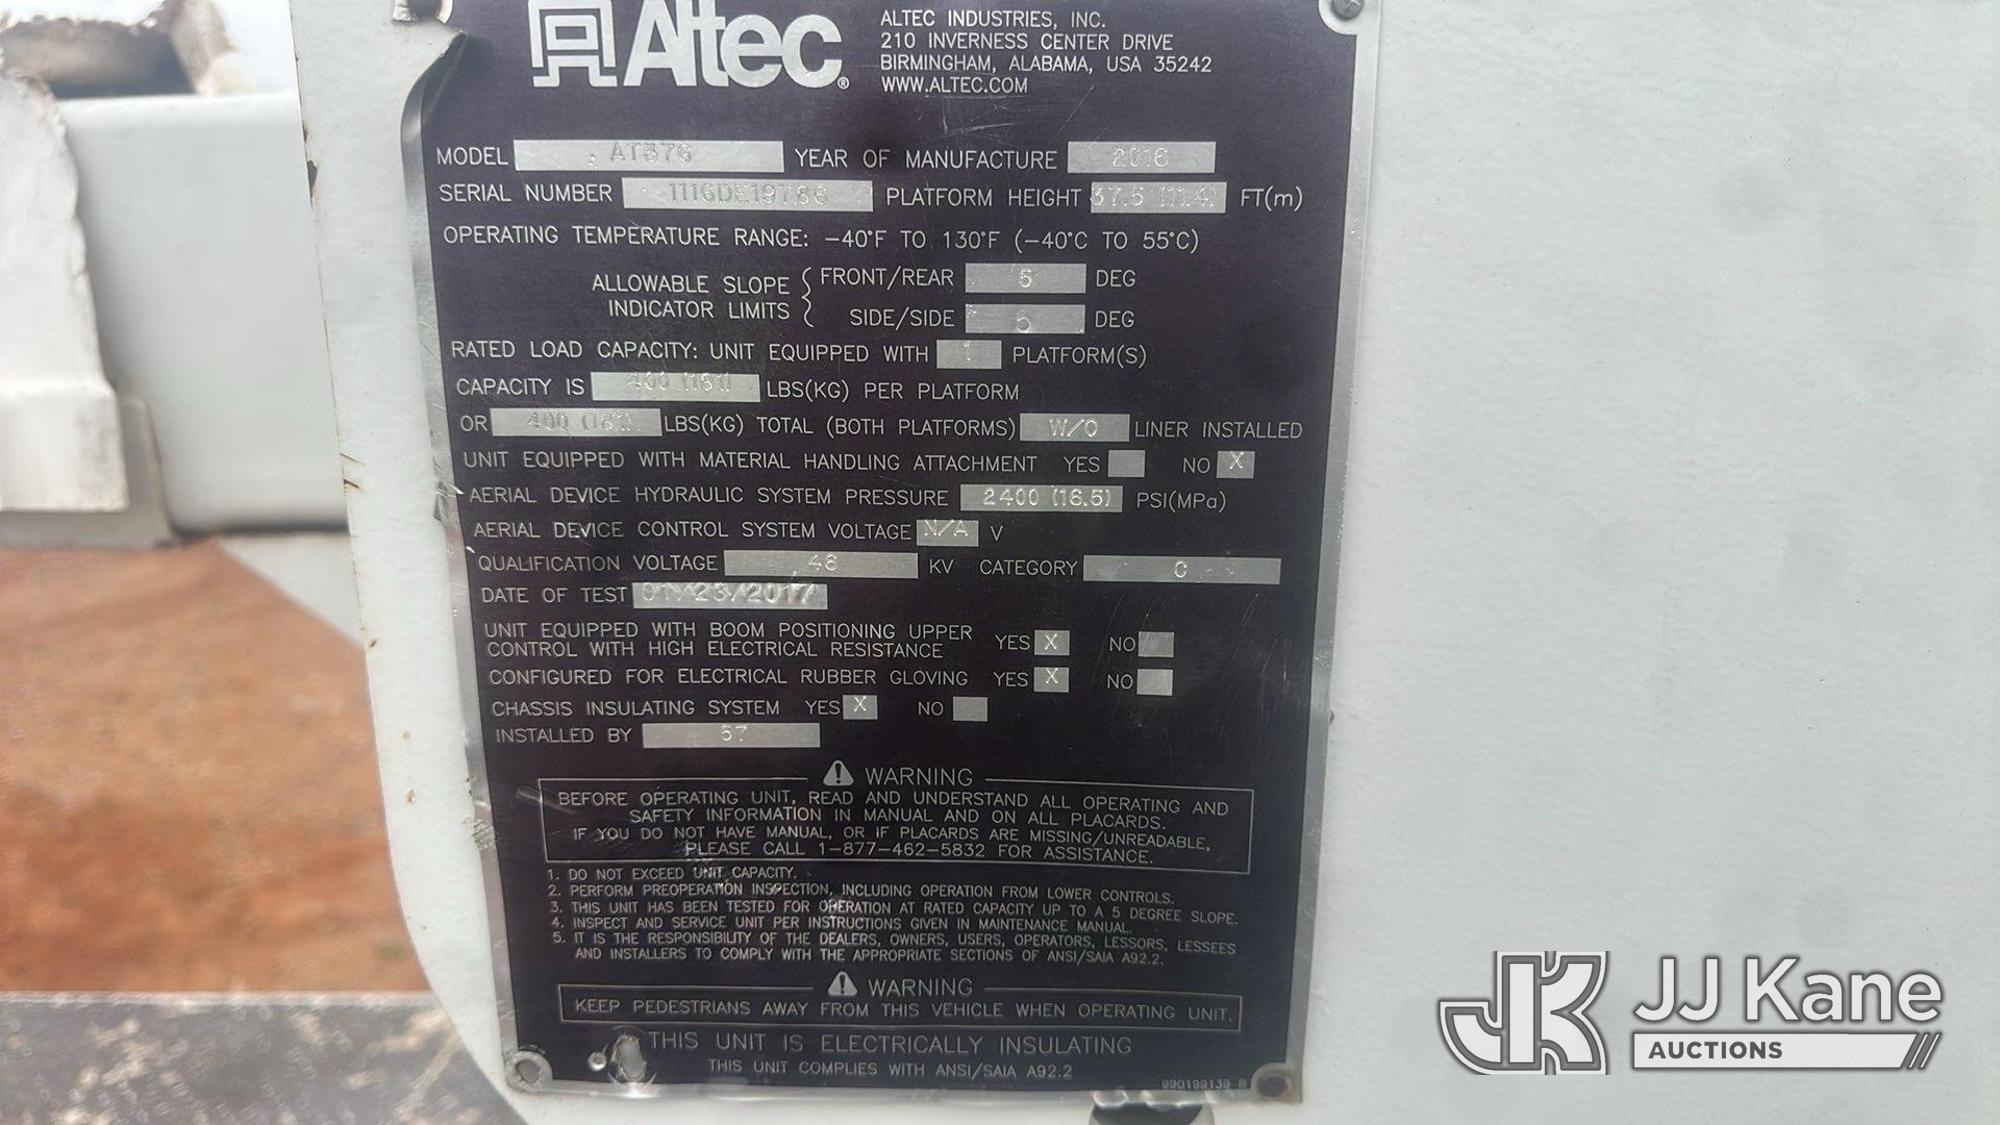 Altec®
ALTEC INDUSTRIES, INC.
210 INVERNESS CENTER DRIVE
BIRMINGHAM, ALABAMA, USA 35242
WWW.ALTEC.COM
MODEL AT37G YEAR OF MANUFACTURE 2016
SERIAL NUMBER PLATFORM HEIGHT 37.5 (11.4) FT(m)
OPERATING TEMPERATURE RANGE: -40°F TO 130°F (-40°C TO 55°C)
ALLOWABLE SLOPE INDICATOR LIMITS { FRONT/REAR 5 DEG
SIDE/SIDE 5 DEG
RATED LOAD CAPACITY: UNIT EQUIPPED WITH 1 PLATFORM(S)
CAPACITY IS 400 (181) LBS(KG) PER PLATFORM
OR 400 (181) LBS(KG) TOTAL (BOTH PLATFORMS) W/O LINER INSTALLED
UNIT EQUIPPED WITH MATERIAL HANDLING ATTACHMENT YES NO X
AERIAL DEVICE HYDRAULIC SYSTEM PRESSURE 2400 (16.5) PSI(MPa)
AERIAL DEVICE CONTROL SYSTEM VOLTAGE N/A V
QUALIFICATION VOLTAGE 46 KV CATEGORY C
DATE OF TEST 01/23/2017
UNIT EQUIPPED WITH BOOM POSITIONING UPPER
CONTROL WITH HIGH ELECTRICAL RESISTANCE YES X NO
CONFIGURED FOR ELECTRICAL RUBBER GLOVING YES X NO
CHASSIS INSULATING SYSTEM YES X NO
INSTALLED BY 67
WARNING
BEFORE OPERATING UNIT, READ AND UNDERSTAND ALL OPERATING AND
SAFETY INFORMATION IN MANUAL AND ON ALL PLACARDS.
IF YOU DO NOT HAVE MANUAL, OR IF PLACARDS ARE MISSING/UNREADABLE,
PLEASE CALL 1-877-462-5832 FOR ASSISTANCE.
1. DO NOT EXCEED UNIT CAPACITY.
2. PERFORM PREOPERATION INSPECTION, INCLUDING OPERATION FROM LOWER CONTROLS.
3. THIS UNIT HAS BEEN TESTED FOR OPERATION AT RATED CAPACITY UP TO A 5 DEGREE SLOPE.
4. INSPECT AND SERVICE UNIT PER INSTRUCTIONS GIVEN IN MAINTENANCE MANUAL.
5. IT IS THE RESPONSIBILITY OF THE DEALERS, OWNERS, USERS, OPERATORS, LESSORS, LESSEES
AND INSTALLERS TO COMPLY WITH THE APPROPRIATE SECTIONS OF ANSI/SAIA A92.2.
WARNING
KEEP PEDESTRIANS AWAY FROM THIS VEHICLE WHEN OPERATING UNIT.
THIS UNIT IS ELECTRICALLY INSULATING
THIS UNIT COMPLIES WITH ANSI/SAIA A92.2
990199139 B
JK JJ Kane
AUCTIONS